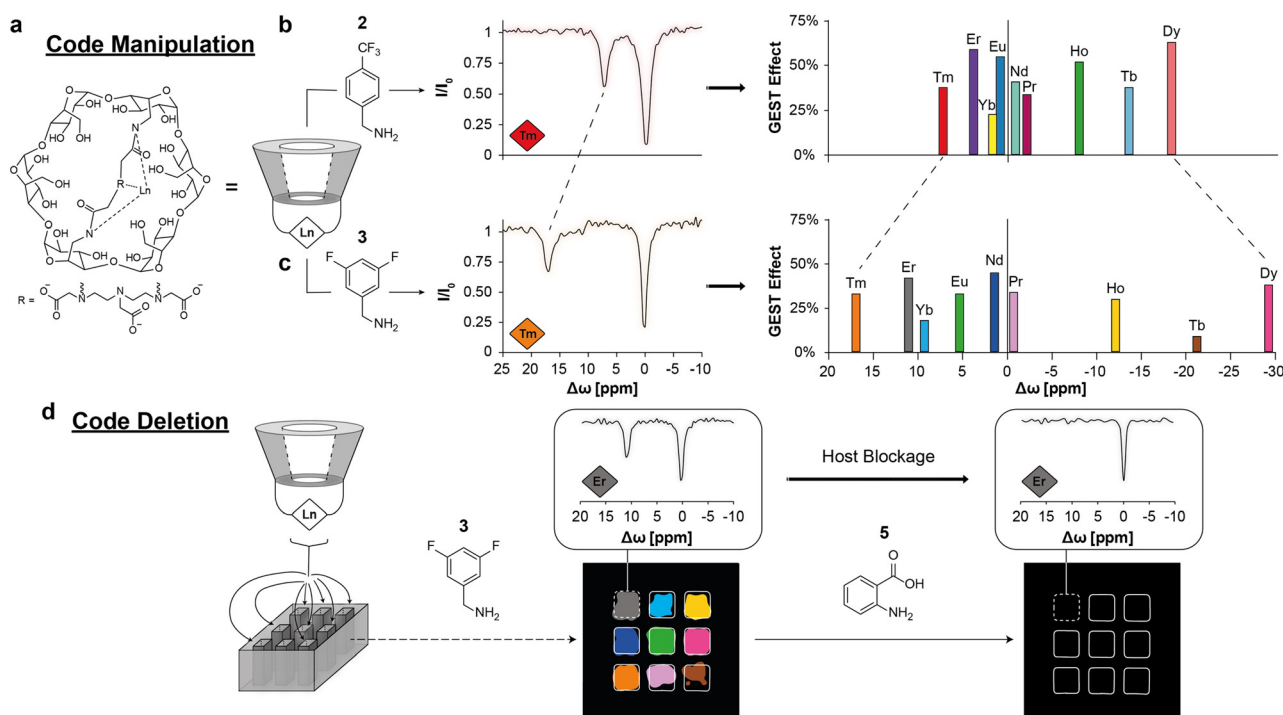 a
Code Manipulation
HO
OH
O
N
R
Ln
R =
=
b
2
CF₃
NH₂
Ln
c
3
F
F
NH₂
I/I₀
1
0.75
0.50
0.25
0
Tm
I/I₀
1
0.75
0.50
0.25
0
Tm
25 20 15 10 5 0 -5 -10
Δω [ppm]
GEST Effect
75%
50%
25%
0%
Tm
Er
Yb
Eu
Nd
Pr
Ho
Tb
Dy
GEST Effect
75%
50%
25%
0%
Tm
Er
Yb
Eu
Nd
Pr
Ho
Tb
Dy
20 15 10 5 0 -5 -10 -15 -20 -25 -30
Δω [ppm]
d
Code Deletion
Ln
3
F
F
NH₂
Er
20 15 10 5 0 -5 -10
Δω [ppm]
Host Blockage
5
O
OH
NH₂
Er
20 15 10 5 0 -5 -10
Δω [ppm]